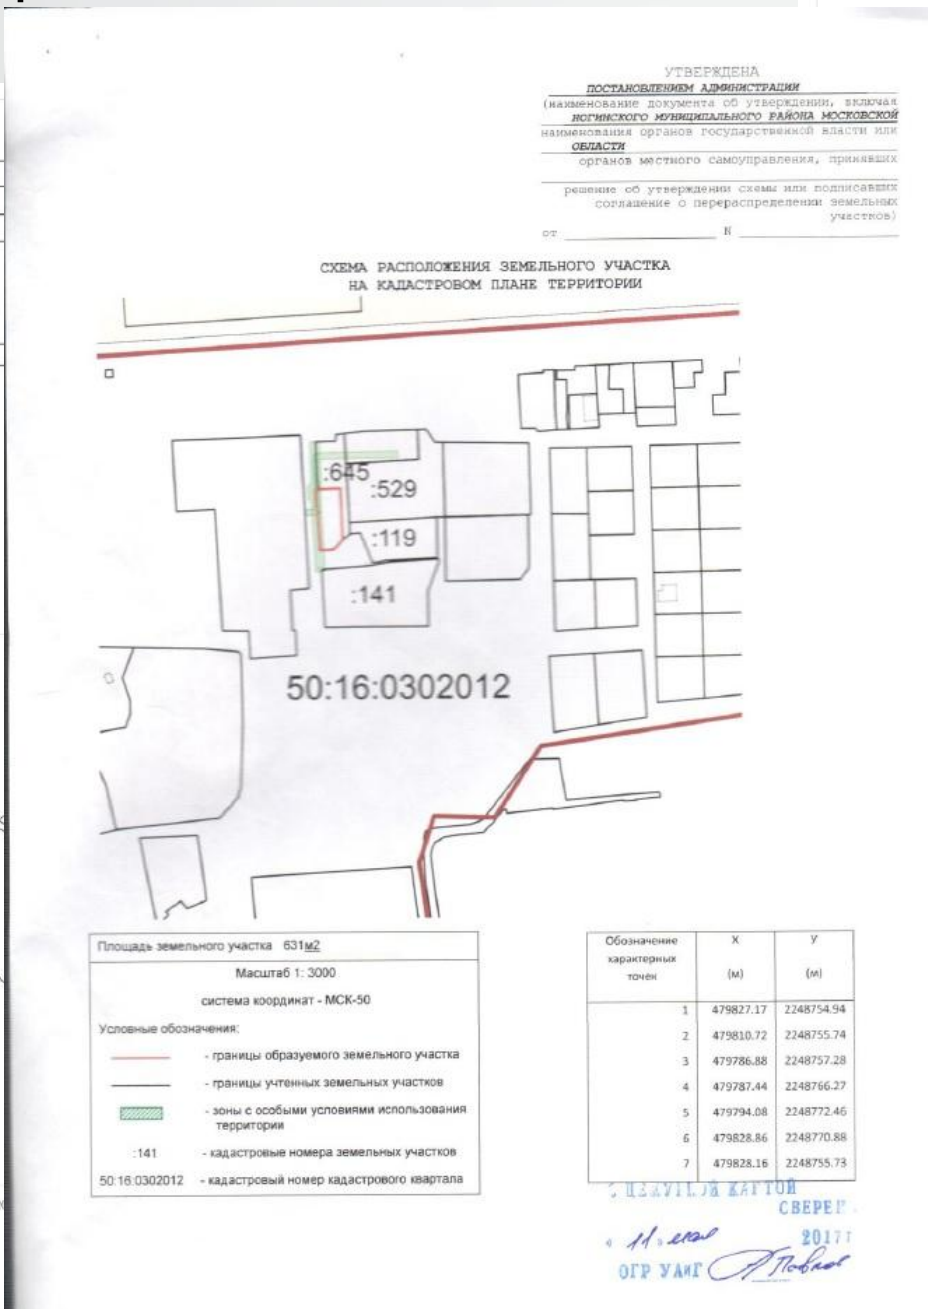 УТВЕРЖДЕНА
ПОСТАНОВЛЕНИЕМ АДМИНИСТРАЦИИ
(наименование документа об утверждении, включая
НОГИНСКОГО МУНИЦИПАЛЬНОГО РАЙОНА МОСКОВСКОЙ
наименования органов государственной власти или
ОБЛАСТИ
органов местного самоуправления, принявших
решение об утверждении схемы или подписавших
соглашение о перераспределении земельных
участков)
от N
СХЕМА РАСПОЛОЖЕНИЯ ЗЕМЕЛЬНОГО УЧАСТКА
НА КАДАСТРОВОМ ПЛАНЕ ТЕРРИТОРИИ
:645
:529
:119
:141
50:16:0302012
Площадь земельного участка 631м2
Масштаб 1: 3000
система координат - МСК-50
Условные обозначения:
- границы образуемого земельного участка
- границы учтенных земельных участков
- зоны с особыми условиями использования
территории
:141 - кадастровые номера земельных участков
50:16:0302012 - кадастровый номер кадастрового квартала
Обозначение Х У
характерных
точек (м) (м)
1 479827.17 2248754.94
2 479810.72 2248755.74
3 479786.88 2248757.28
4 479787.44 2248766.27
5 479794.08 2248772.46
6 479828.86 2248770.88
7 479828.16 2248755.73
« 11 » мая 2017г
ОГР УАиГ